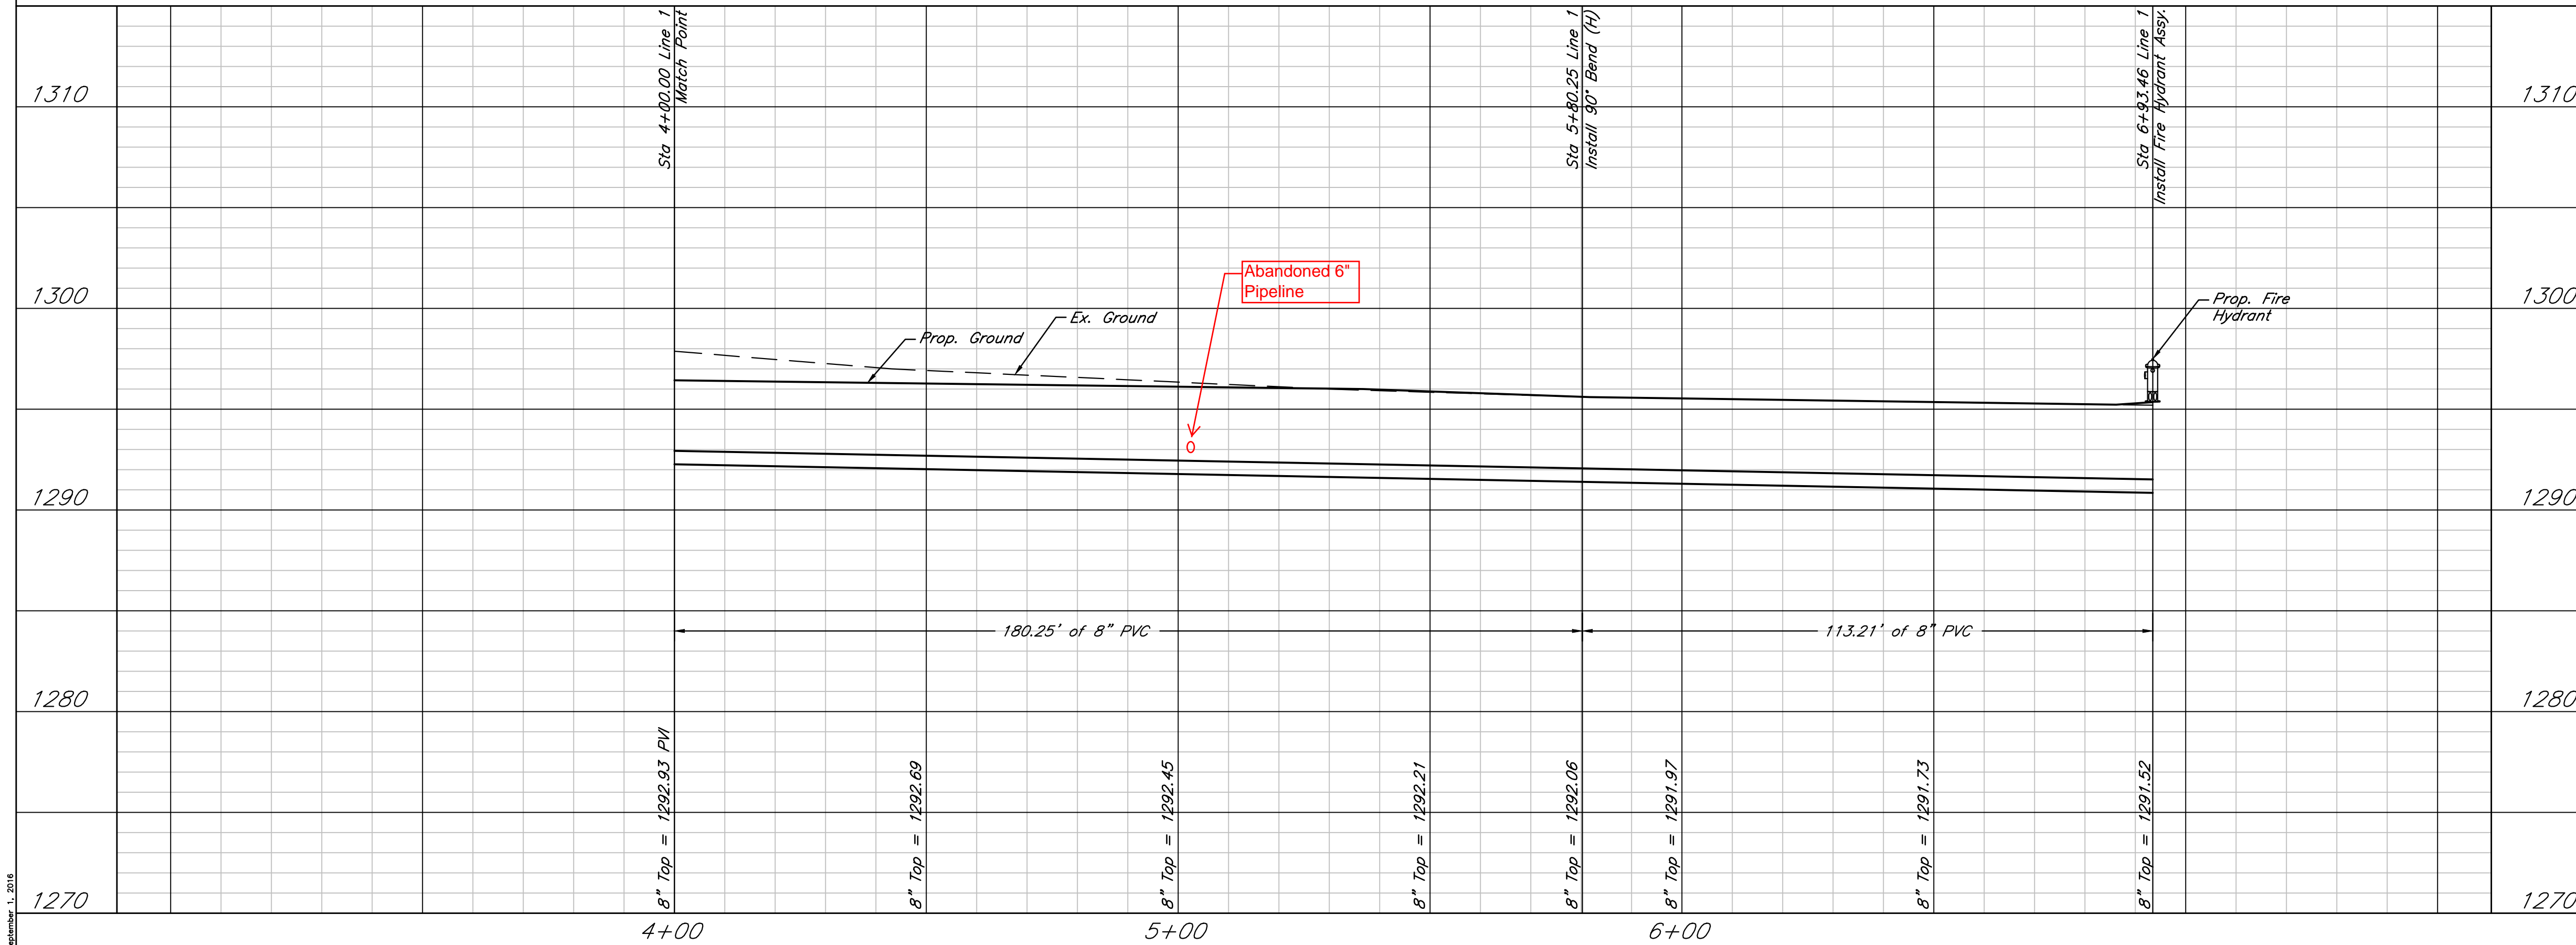 Sta 4+00.00 Line 1
Match Point
Sta 5+80.25 Line 1
Install 90° Bend (H)
Sta 6+93.46 Line 1
Install Fire Hydrant Assy.
1310
1310
1300
1300
Abandoned 6"
Pipeline
Prop. Fire
Hydrant
Ex. Ground
Prop. Ground
1290
1290
180.25' of 8" PVC
113.21' of 8" PVC
1280
1280
8" Top = 1292.93 PVI
8" Top = 1292.69
8" Top = 1292.45
8" Top = 1292.21
8" Top = 1292.06
8" Top = 1291.97
8" Top = 1291.73
8" Top = 1291.52
1270
1270
4+00
5+00
6+00
eptember 1, 2016